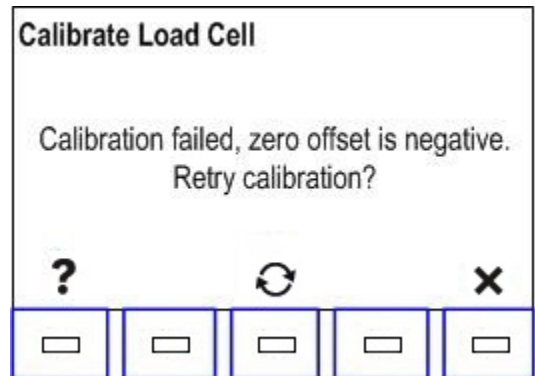 Calibrate Load Cell
Calibration failed, zero offset is negative.
Retry calibration?
?